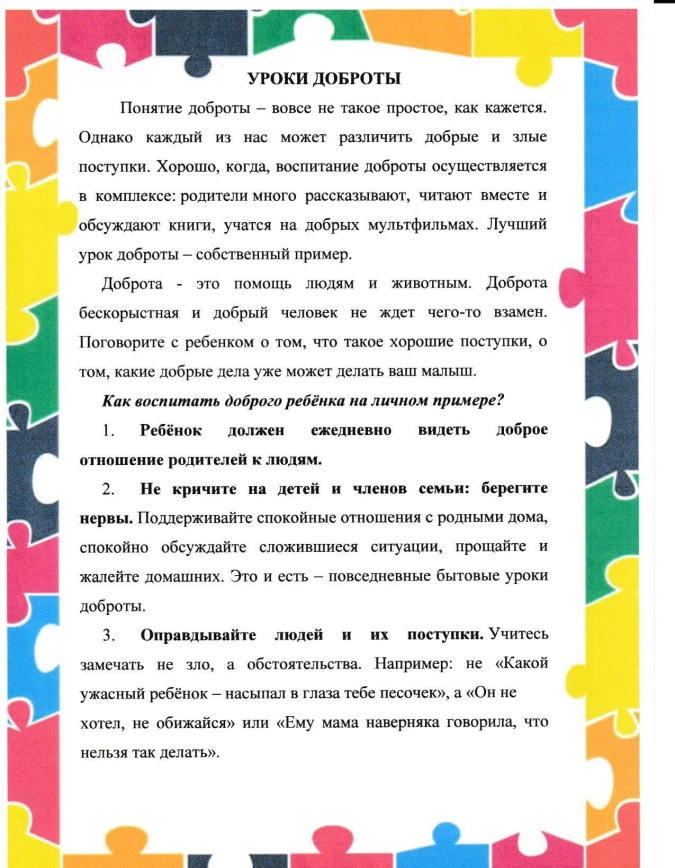 УРОКИ ДОБРОТЫ
Понятие доброты – вовсе не такое простое, как кажется.
Однако каждый из нас может различить добрые и злые
поступки. Хорошо, когда, воспитание доброты осуществляется
в комплексе: родители много рассказывают, читают вместе и
обсуждают книги, учатся на добрых мультфильмах. Лучший
урок доброты – собственный пример.
Доброта - это помощь людям и животным. Доброта
бескорыстная и добрый человек не ждет чего-то взамен.
Поговорите с ребенком о том, что такое хорошие поступки, о
том, какие добрые дела уже может делать ваш малыш.
Как воспитать доброго ребёнка на личном примере?
1. Ребёнок должен ежедневно видеть доброе
отношение родителей к людям.
2. Не кричите на детей и членов семьи: берегите
нервы. Поддерживайте спокойные отношения с родными дома,
спокойно обсуждайте сложившиеся ситуации, прощайте и
жалейте домашних. Это и есть – повседневные бытовые уроки
доброты.
3. Оправдывайте людей и их поступки. Учитесь
замечать не зло, а обстоятельства. Например: не «Какой
ужасный ребёнок – насыпал в глаза тебе песочек», а «Он не
хотел, не обижайся» или «Ему мама наверняка говорила, что
нельзя так делать».